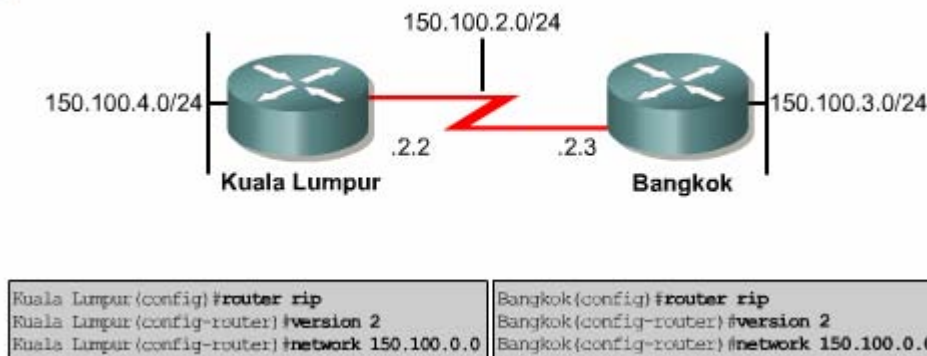 150.100.2.0/24
150.100.4.0/24
150.100.3.0/24
.2.2
.2.3
Kuala Lumpur
Bangkok
Kuala Lumpur(config)#router rip
Kuala Lumpur(config-router)#version 2
Kuala Lumpur(config-router)#network 150.100.0.0
Bangkok(config)#router rip
Bangkok(config-router)#version 2
Bangkok(config-router)#network 150.100.0.0